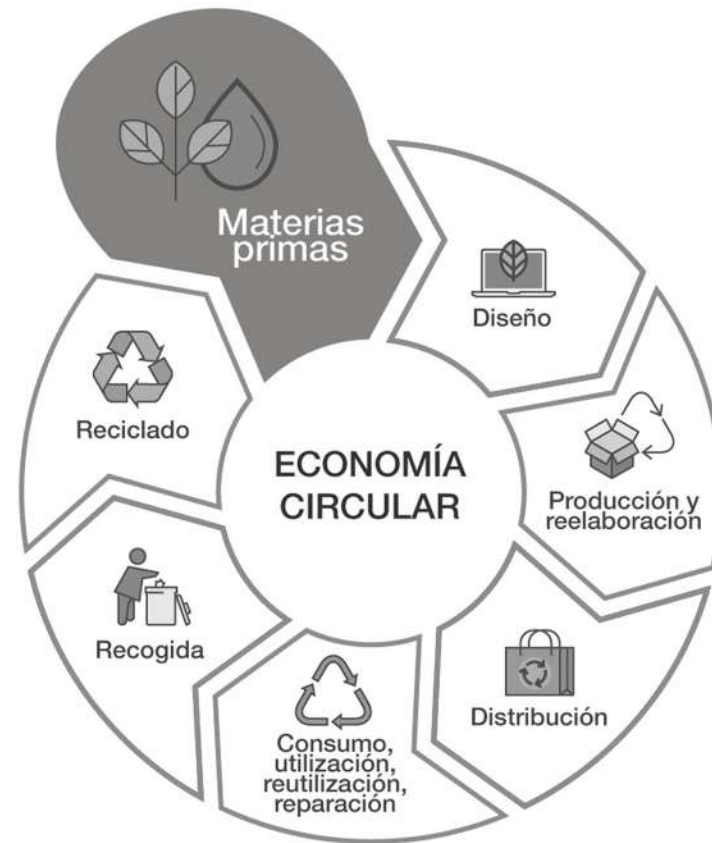 Materias
primas
Diseño
Producción y
reelaboración
Distribución
Consumo,
utilización,
reutilización,
reparación
Recogida
Reciclado
ECONOMÍA
CIRCULAR